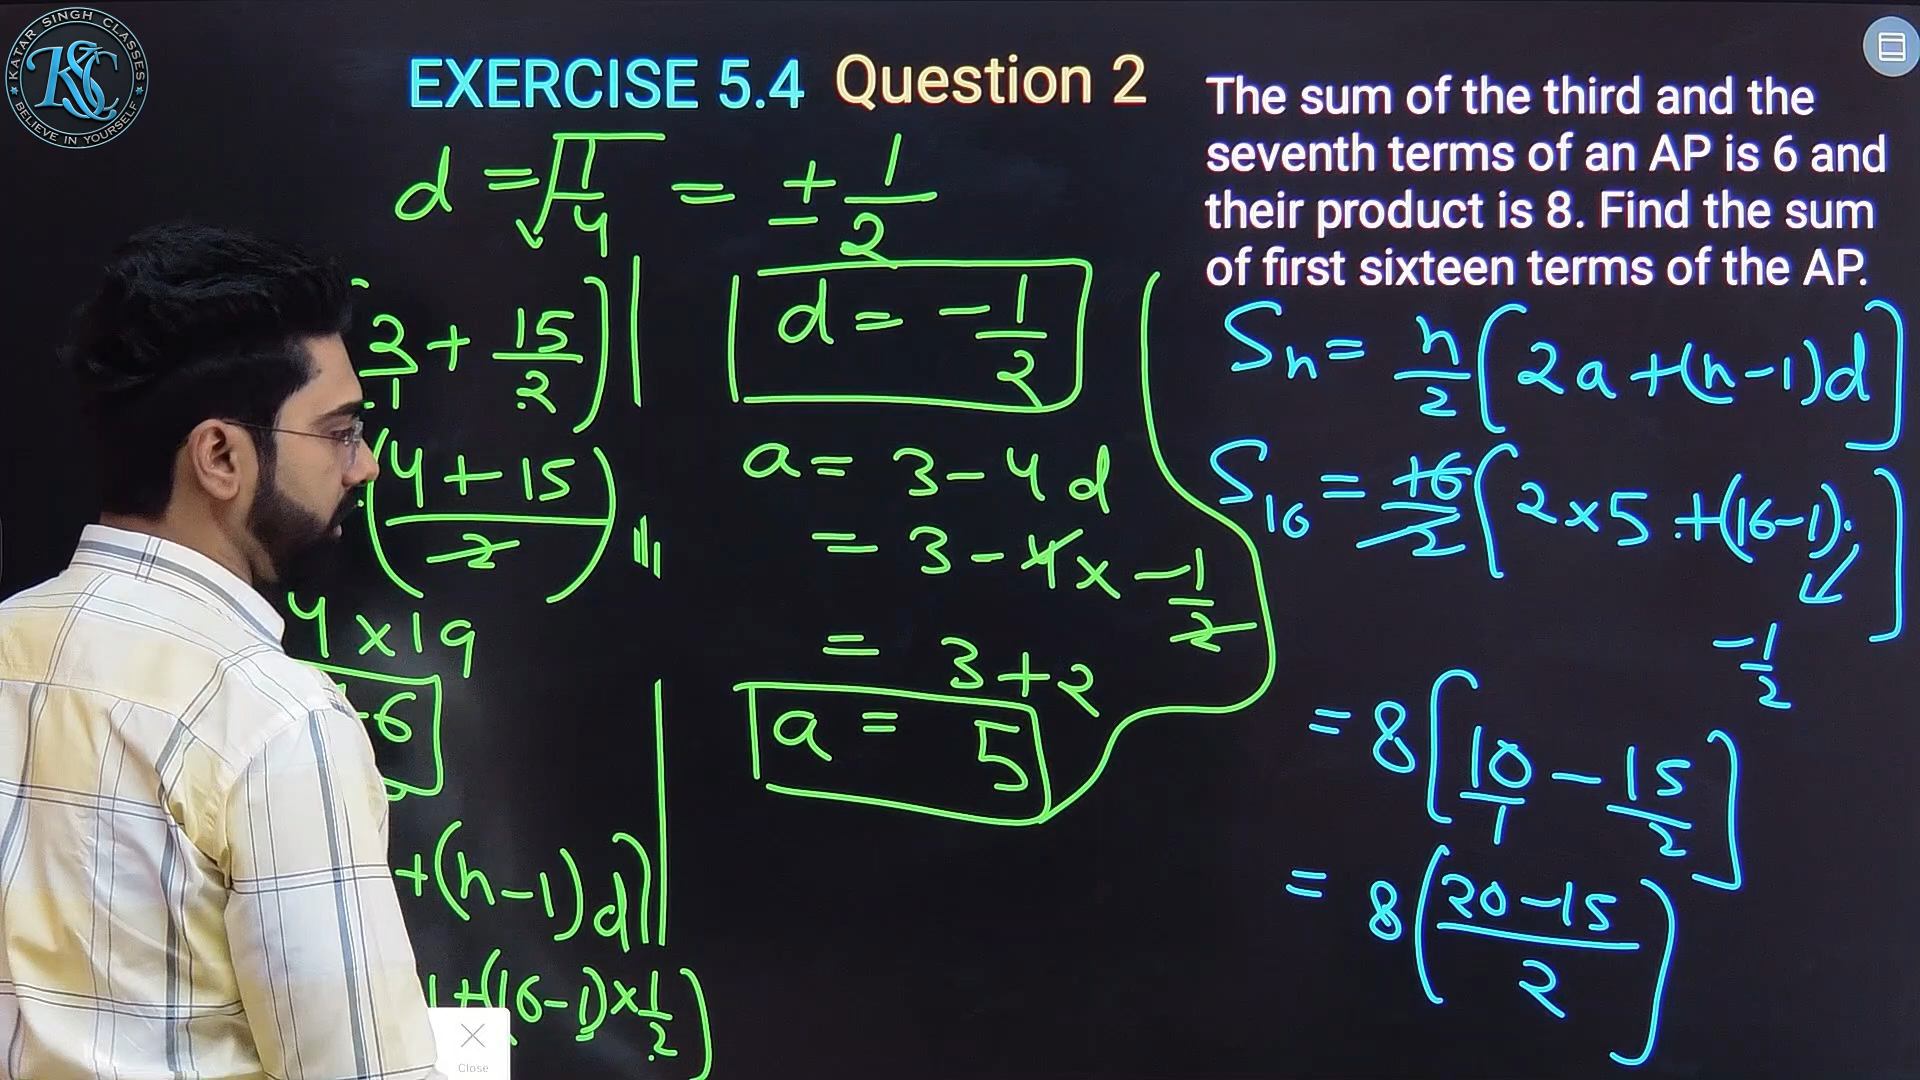 KATAR SINGH CLASSES
KSC
BELIEVE IN YOURSELF
EXERCISE 5.4 Question 2
The sum of the third and the
seventh terms of an AP is 6 and
their product is 8. Find the sum
of first sixteen terms of the AP.
d = √1/4 = ± 1/2
2/1 + 15/2)
(4 + 15)/2)
4 × 19
6
+(n-1)d]
1+(16-1)×1/2]
d = -1/2
a = 3 - 4d
= 3 - 4 × -1/2
= 3 + 2
a = 5
Sn = n/2 [2a + (n-1)d]
S16 = 16/2 [2×5 + (16-1).]
-1/2
= 8 [10/1 - 15/2]
= 8 (20-15/2)
Close